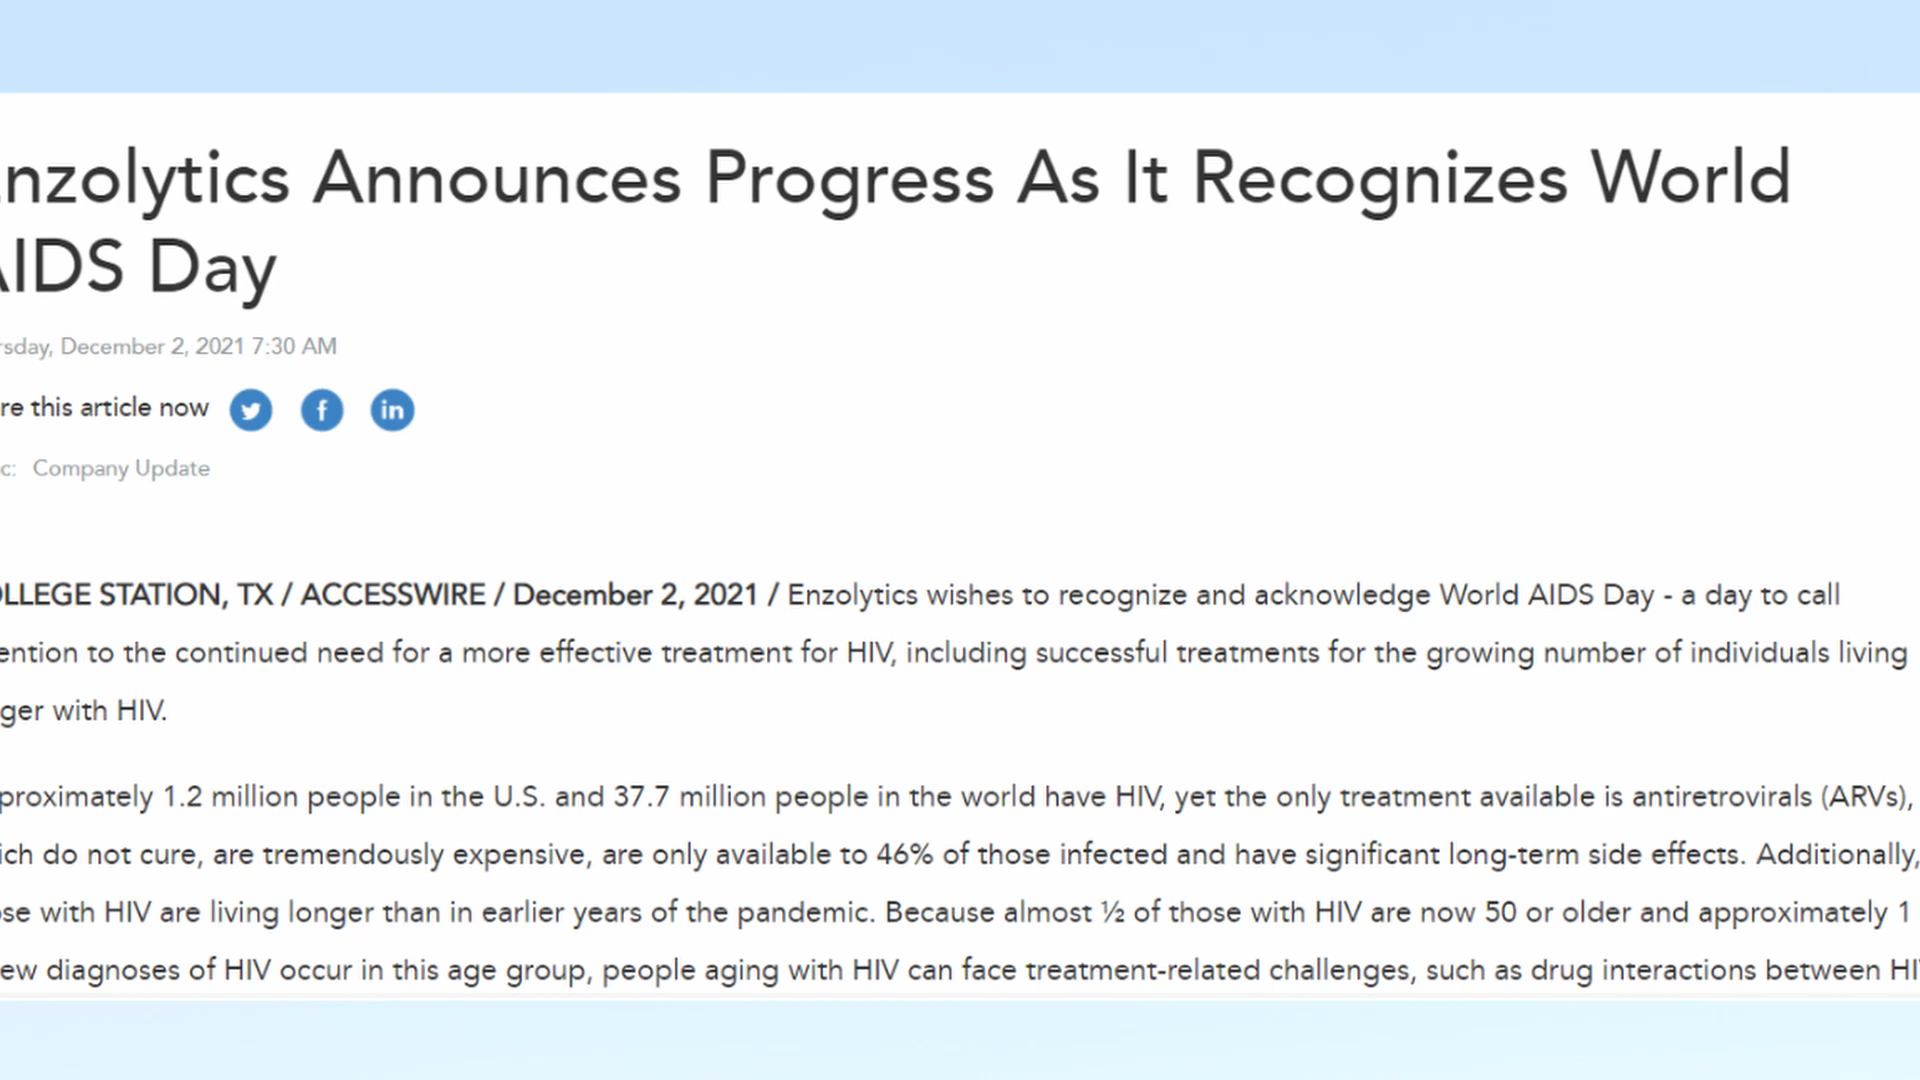 nzolytics Announces Progress As It Recognizes World
AIDS Day
rsday, December 2, 2021 7:30 AM
re this article now
c: Company Update
OLLEGE STATION, TX / ACCESSWIRE / December 2, 2021 / Enzolytics wishes to recognize and acknowledge World AIDS Day - a day to call
ention to the continued need for a more effective treatment for HIV, including successful treatments for the growing number of individuals living
ger with HIV.
proximately 1.2 million people in the U.S. and 37.7 million people in the world have HIV, yet the only treatment available is antiretrovirals (ARVs),
ich do not cure, are tremendously expensive, are only available to 46% of those infected and have significant long-term side effects. Additionally,
ose with HIV are living longer than in earlier years of the pandemic. Because almost ½ of those with HIV are now 50 or older and approximately 1
ew diagnoses of HIV occur in this age group, people aging with HIV can face treatment-related challenges, such as drug interactions between HI